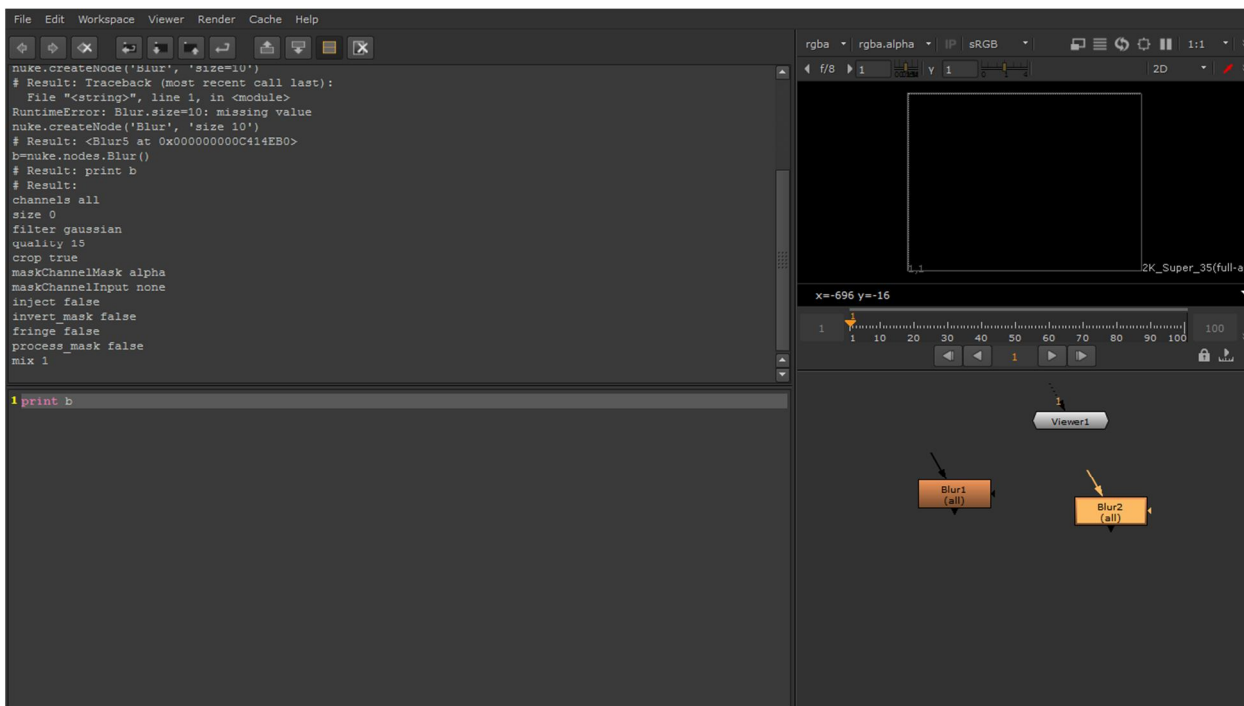 File Edit Workspace Viewer Render Cache Help
nuke.createNode('Blur', 'size=10')
# Result: Traceback (most recent call last):
  File "<string>", line 1, in <module>
RuntimeError: Blur.size=10: missing value
nuke.createNode('Blur', 'size 10')
# Result: <Blur5 at 0x000000000C414EB0>
b=nuke.nodes.Blur()
# Result: print b
# Result:
channels all
size 0
filter gaussian
quality 15
crop true
maskChannelMask alpha
maskChannelInput none
inject false
invert_mask false
fringe false
process_mask false
mix 1
1 print b
rgba rgba.alpha IP sRGB 1:1
f/8 1 Y 1 2D
1,1 2K_Super_35(full-a
x=-696 y=-16
1
1 100
1 10 20 30 40 50 60 70 80 90 100
1
1
Viewer1
Blur1
(all)
Blur2
(all)